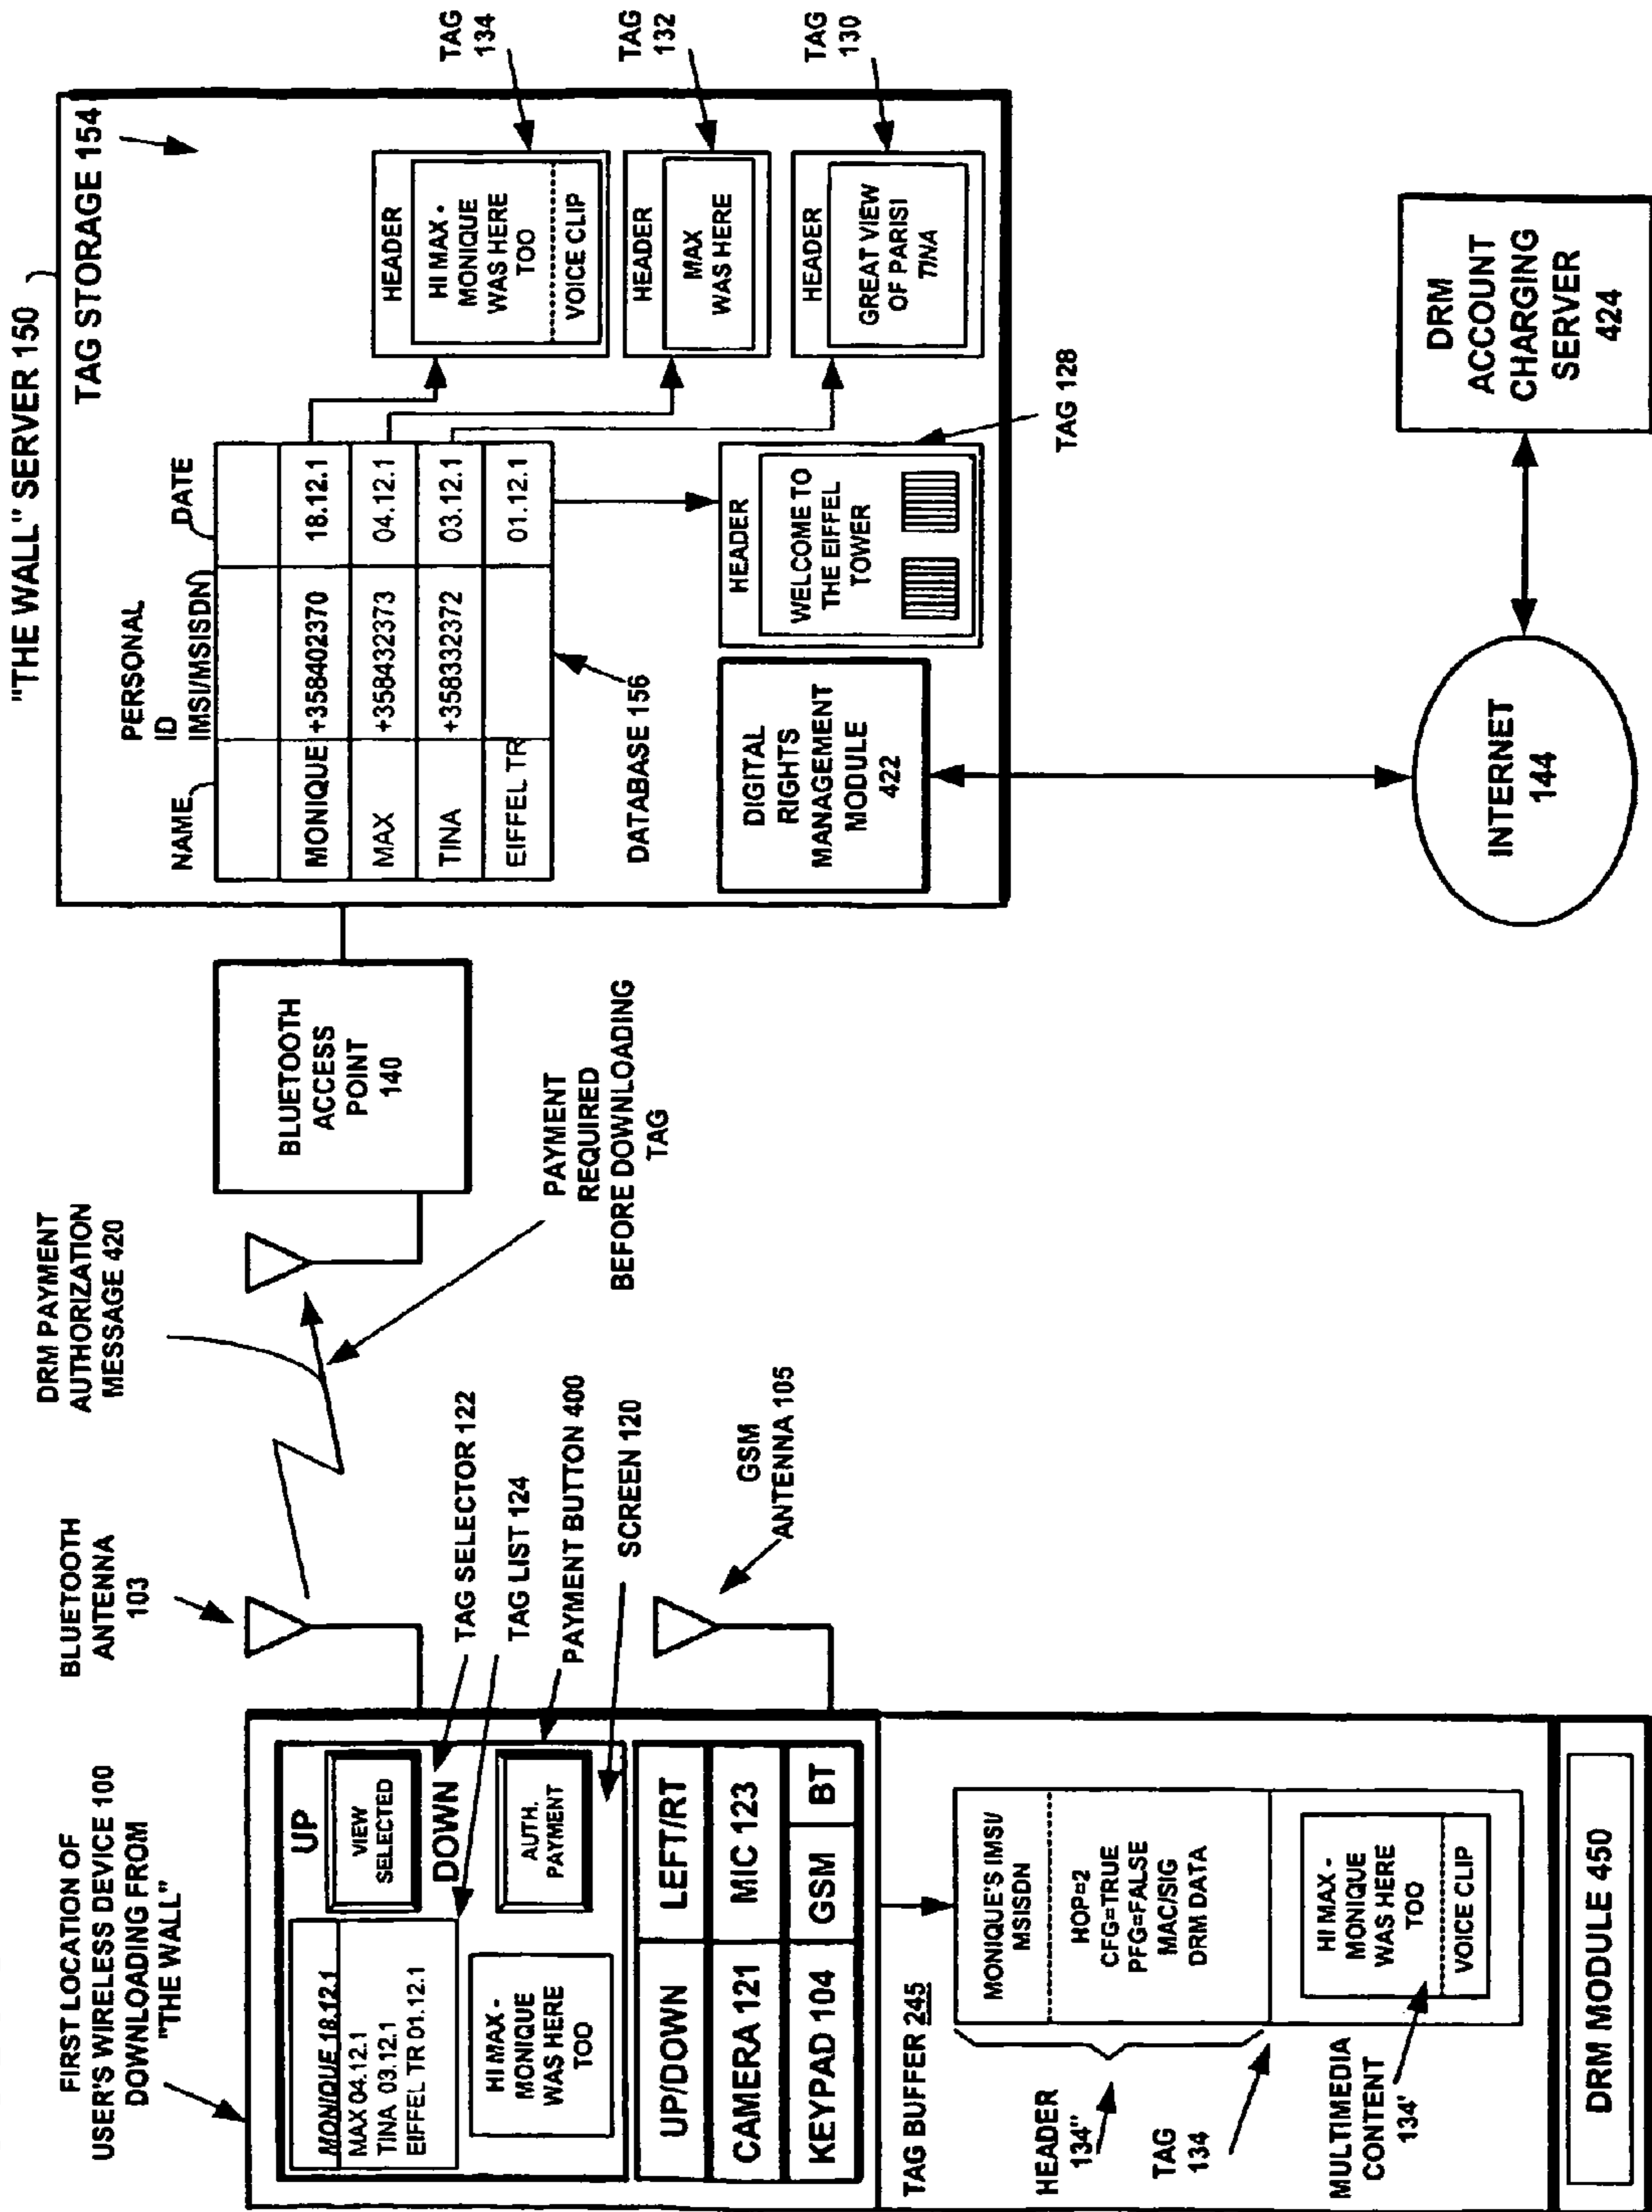 FIRST LOCATION OF
USER'S WIRELESS DEVICE 100
DOWNLOADING FROM
"THE WALL"
BLUETOOTH
ANTENNA
103
DRM PAYMENT
AUTHORIZATION
MESSAGE 420
"THE WALL" SERVER 150
MONIQUE 18.12.1
MAX 04.12.1
TINA 03.12.1
EIFFEL TR 01.12.1
UP
VIEW
SELECTED
DOWN
HI MAX -
MONIQUE
WAS HERE
TOO
AUTH.
PAYMENT
TAG SELECTOR 122
TAG LIST 124
PAYMENT BUTTON 400
SCREEN 120
UP/DOWN
LEFT/RT
CAMERA 121
MIC 123
KEYPAD 104
GSM
BT
GSM
ANTENNA 105
PAYMENT
REQUIRED
BEFORE DOWNLOADING
TAG
BLUETOOTH
ACCESS
POINT
140
TAG STORAGE 154
NAME
PERSONAL
ID
IMSI/MSISDN
DATE
MONIQUE +358402370 18.12.1
MAX +358432373 04.12.1
TINA +358332372 03.12.1
EIFFEL TR 01.12.1
DATABASE 156
HEADER
HI MAX -
MONIQUE
WAS HERE
TOO
VOICE CLIP
TAG
134
HEADER
MAX
WAS HERE
TAG
132
HEADER
GREAT VIEW
OF PARISI
TINA
TAG
130
HEADER
WELCOME TO
THE EIFFEL
TOWER
TAG 128
DIGITAL
RIGHTS
MANAGEMENT
MODULE
422
TAG BUFFER 245
MONIQUE'S IMSI/
MSISDN
HOP=2
CFG=TRUE
PFG=FALSE
MAC/SIG
DRM DATA
HI MAX -
MONIQUE
WAS HERE
TOO
VOICE CLIP
HEADER
134"
TAG
134
MULTIMEDIA
CONTENT
134'
DRM MODULE 450
INTERNET
144
DRM
ACCOUNT
CHARGING
SERVER
424